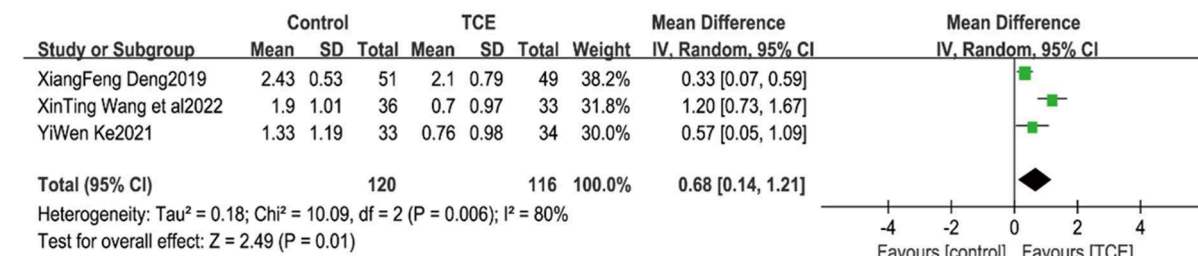 Control TCE Mean Difference Mean Difference
Study or Subgroup Mean SD Total Mean SD Total Weight IV, Random, 95% CI IV, Random, 95% CI
XiangFeng Deng2019 2.43 0.53 51 2.1 0.79 49 38.2% 0.33 [0.07, 0.59]
XinTing Wang et al2022 1.9 1.01 36 0.7 0.97 33 31.8% 1.20 [0.73, 1.67]
YiWen Ke2021 1.33 1.19 33 0.76 0.98 34 30.0% 0.57 [0.05, 1.09]
Total (95% CI) 120 116 100.0% 0.68 [0.14, 1.21]
Heterogeneity: Tau² = 0.18; Chi² = 10.09, df = 2 (P = 0.006); I² = 80%
Test for overall effect: Z = 2.49 (P = 0.01)
-4 -2 0 2 4
Favours [control] Favours [TCE]